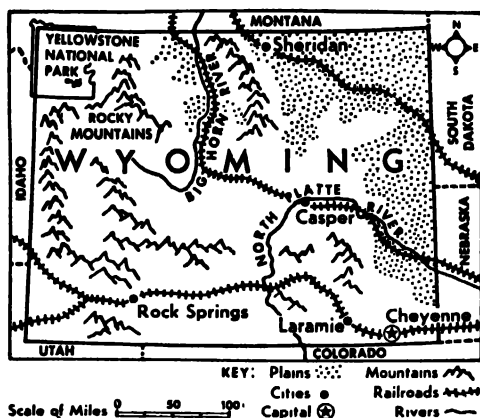 MONTANA
N
W E
S
YELLOWSTONE
NATIONAL
PARK
Sheridan
ROCKY
MOUNTAINS
BIG HORN RIVER
SOUTH
DAKOTA
IDAHO
WYOMING
NORTH PLATTE RIVER
Casper
NEBRASKA
Rock Springs
Laramie
Cheyenne
UTAH
COLORADO
KEY: Plains Mountains
Cities Railroads
Capital Rivers
Scale of Miles 0 50 100